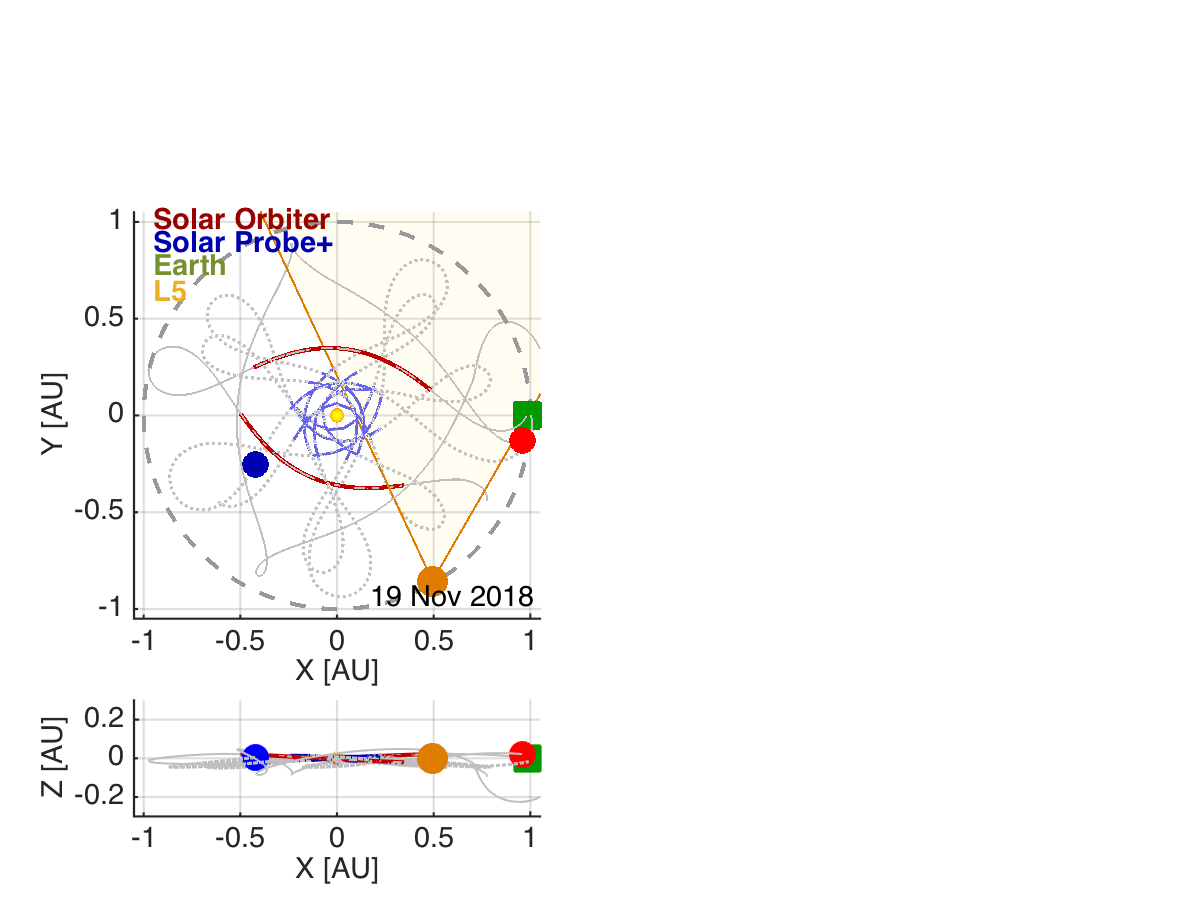 Solar Orbiter
Solar Probe+
Earth
L5
1
0.5
0
-0.5
-1
Y [AU]
19 Nov 2018
-1 -0.5 0 0.5 1
X [AU]
0.2
0
-0.2
Z [AU]
-1 -0.5 0 0.5 1
X [AU]